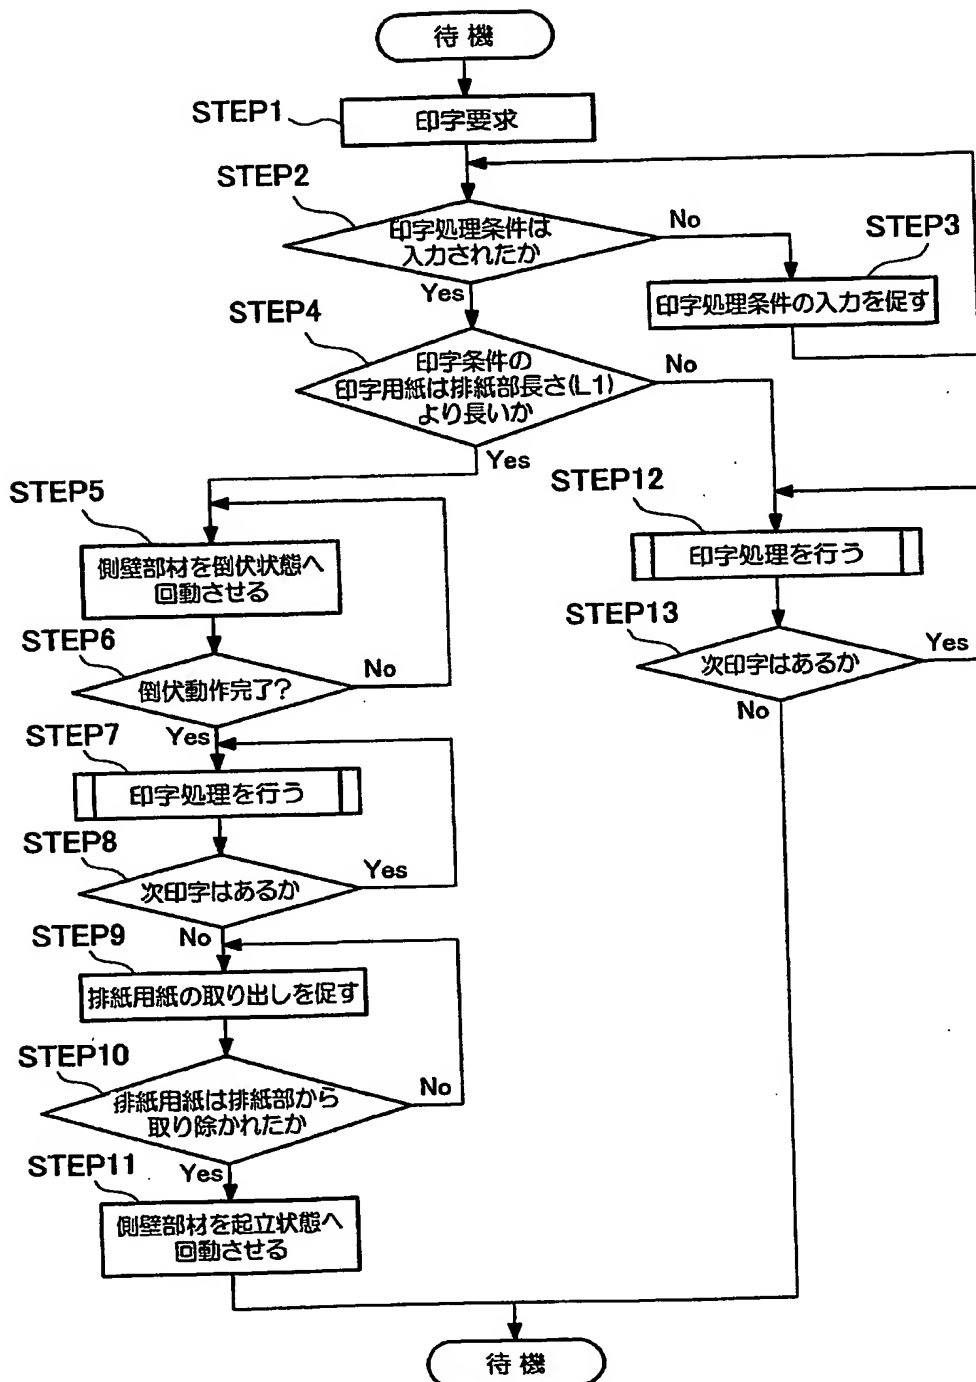 待機
STEP1
印字要求
STEP2
印字処理条件は
入力されたか
No
Yes
STEP3
印字処理条件の入力を促す
STEP4
印字条件の
印字用紙は排紙部長さ(L1)
より長いか
No
Yes
STEP5
側壁部材を倒伏状態へ
回動させる
STEP6
倒伏動作完了?
No
Yes
STEP7
印字処理を行う
STEP8
次印字はあるか
Yes
No
STEP9
排紙用紙の取り出しを促す
STEP10
排紙用紙は排紙部から
取り除かれたか
No
Yes
STEP11
側壁部材を起立状態へ
回動させる
STEP12
印字処理を行う
STEP13
次印字はあるか
Yes
No
待機